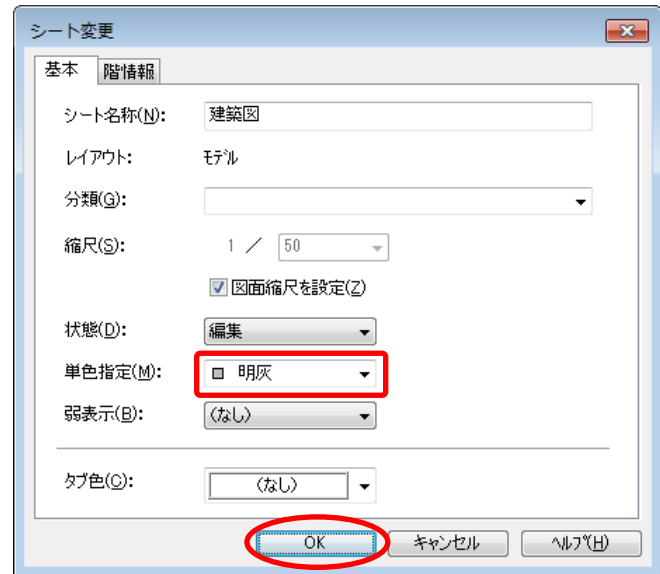 シート変更
基本 階情報
シート名称(N): 建築図
レイアウト: ﾓﾃﾞﾙ
分類(G):
縮尺(S): 1 ／ 50
図面縮尺を設定(Z)
状態(D): 編集
単色指定(M): 明灰
弱表示(B): (なし)
タブ色(C): (なし)
OK キャンセル ﾍﾙﾌﾟ(H)